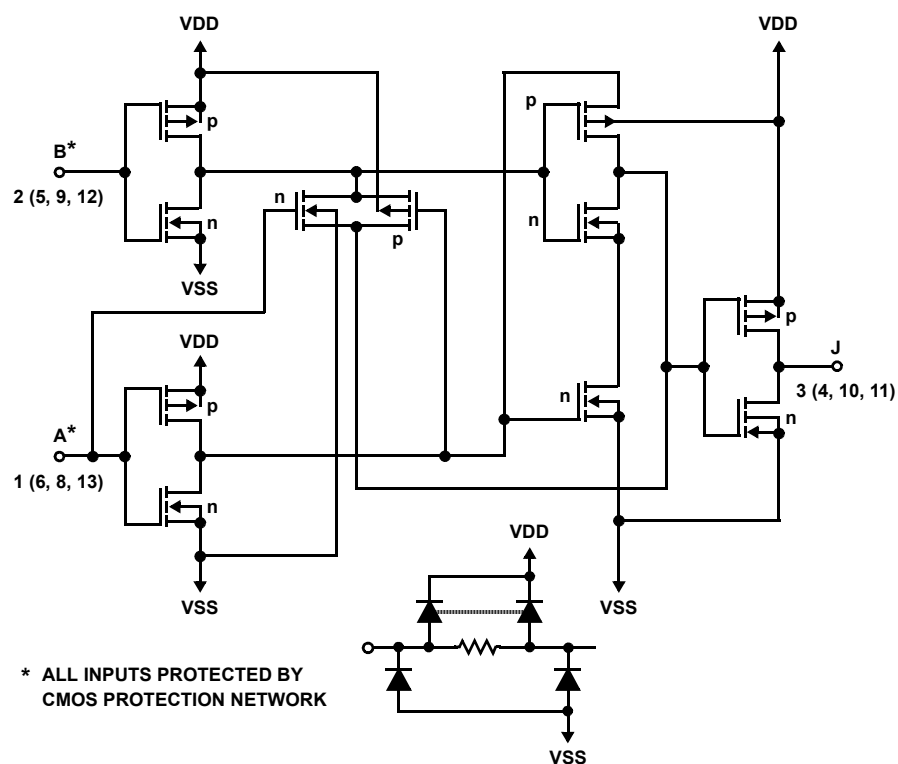 VDD
VDD
p
p
B*
2 (5, 9, 12)
n
n
n
p
VSS
VDD
p
p
J
3 (4, 10, 11)
n
n
A*
1 (6, 8, 13)
n
VDD
VSS
VSS
* ALL INPUTS PROTECTED BY
CMOS PROTECTION NETWORK
VSS